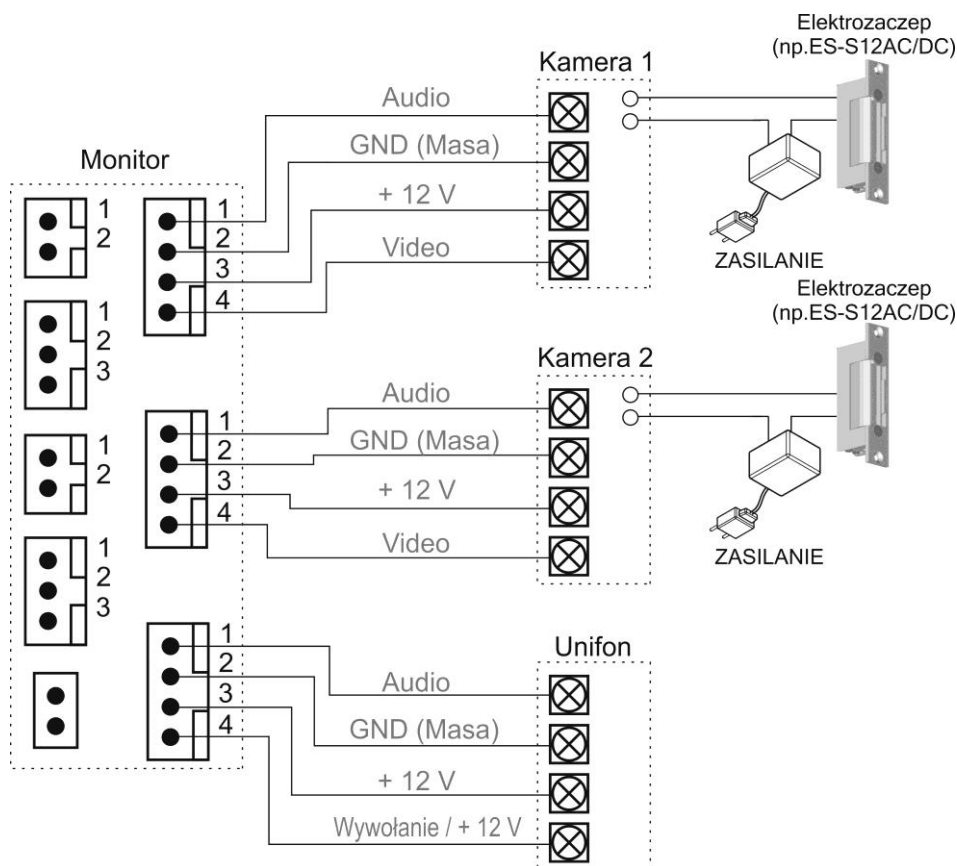 Elektrozaczep
(np.ES-S12AC/DC)
Kamera 1
Audio
GND (Masa)
+ 12 V
Video
ZASILANIE
Monitor
1
2
1
2
3
4
1
2
3
Elektrozaczep
(np.ES-S12AC/DC)
Kamera 2
Audio
GND (Masa)
+ 12 V
Video
ZASILANIE
1
2
3
4
1
2
1
2
3
Unifon
1
2
3
4
Audio
GND (Masa)
+ 12 V
Wywołanie / + 12 V